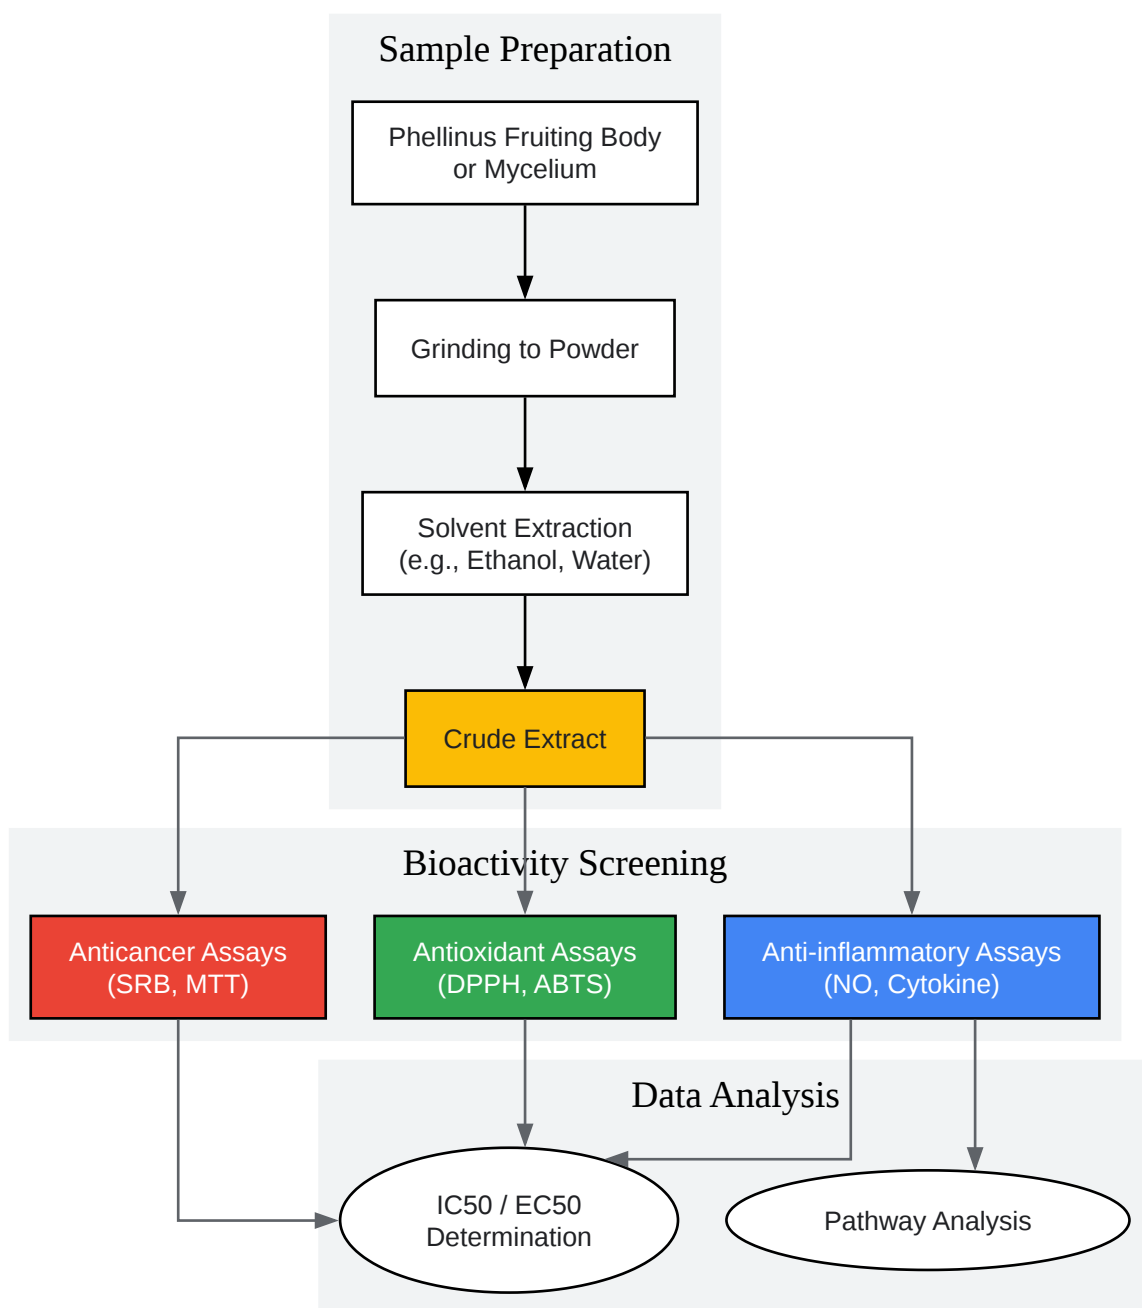 Sample Preparation
Phellinus Fruiting Body
or Mycelium
Grinding to Powder
Solvent Extraction
(e.g., Ethanol, Water)
Crude Extract
Bioactivity Screening
Anticancer Assays
(SRB, MTT)
Antioxidant Assays
(DPPH, ABTS)
Anti-inflammatory Assays
(NO, Cytokine)
Data Analysis
IC50 / EC50
Determination
Pathway Analysis